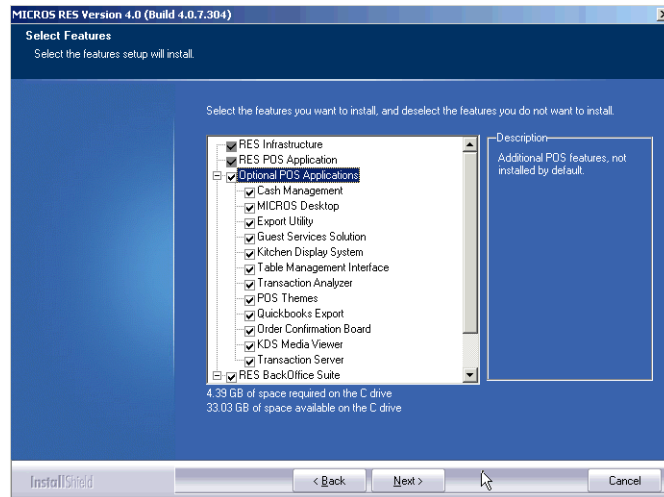 MICROS RES Version 4.0 (Build 4.0.7.304)
Select Features
Select the features setup will install.
Select the features you want to install, and deselect the features you do not want to install.
RES Infrastructure
RES POS Application
Optional POS Applications
Cash Management
MICROS Desktop
Export Utility
Guest Services Solution
Kitchen Display System
Table Management Interface
Transaction Analyzer
POS Themes
Quickbooks Export
Order Confirmation Board
KDS Media Viewer
Transaction Server
RES BackOffice Suite
Description
Additional POS features, not
installed by default.
4.39 GB of space required on the C drive
33.03 GB of space available on the C drive
InstallShield
< Back
Next >
Cancel